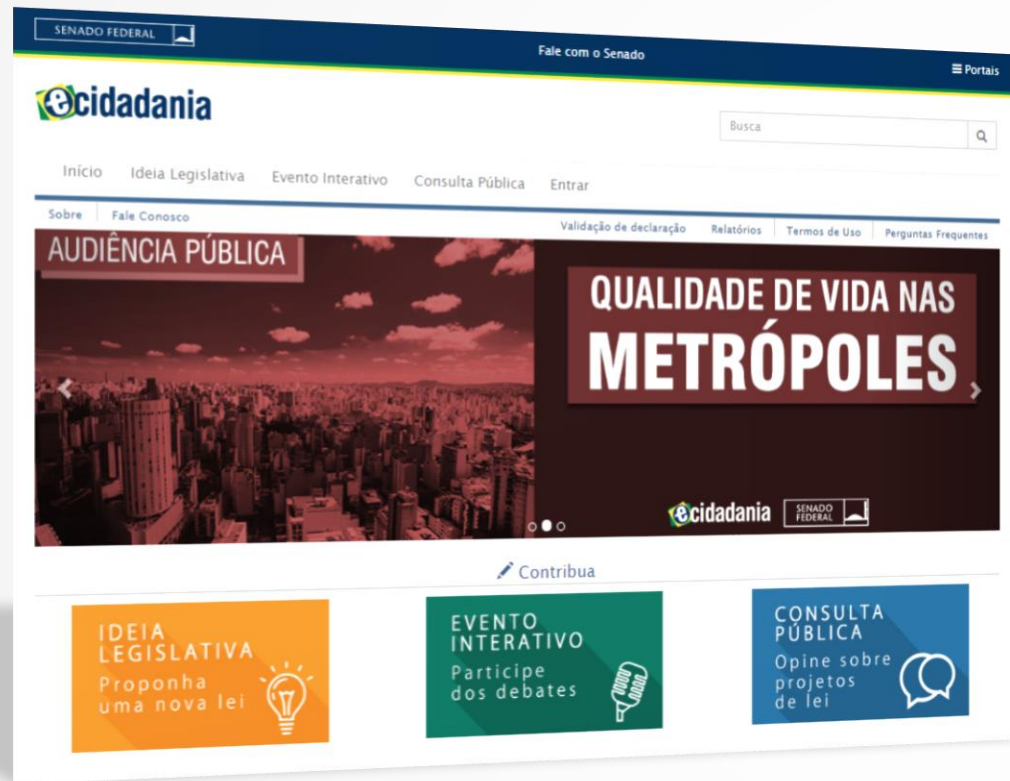 SENADO FEDERAL
Fale com o Senado
Portais
ecidadania
Busca
Início Ideia Legislativa Evento Interativo Consulta Pública Entrar
Sobre Fale Conosco Validação de declaração Relatórios Termos de Uso Perguntas Frequentes
AUDIÊNCIA PÚBLICA
QUALIDADE DE VIDA NAS
METRÓPOLES
ecidadania SENADO
FEDERAL
Contribua
IDEIA
LEGISLATIVA
Proponha
uma nova lei
EVENTO
INTERATIVO
Participe
dos debates
CONSULTA
PÚBLICA
Opine sobre
projetos
de lei